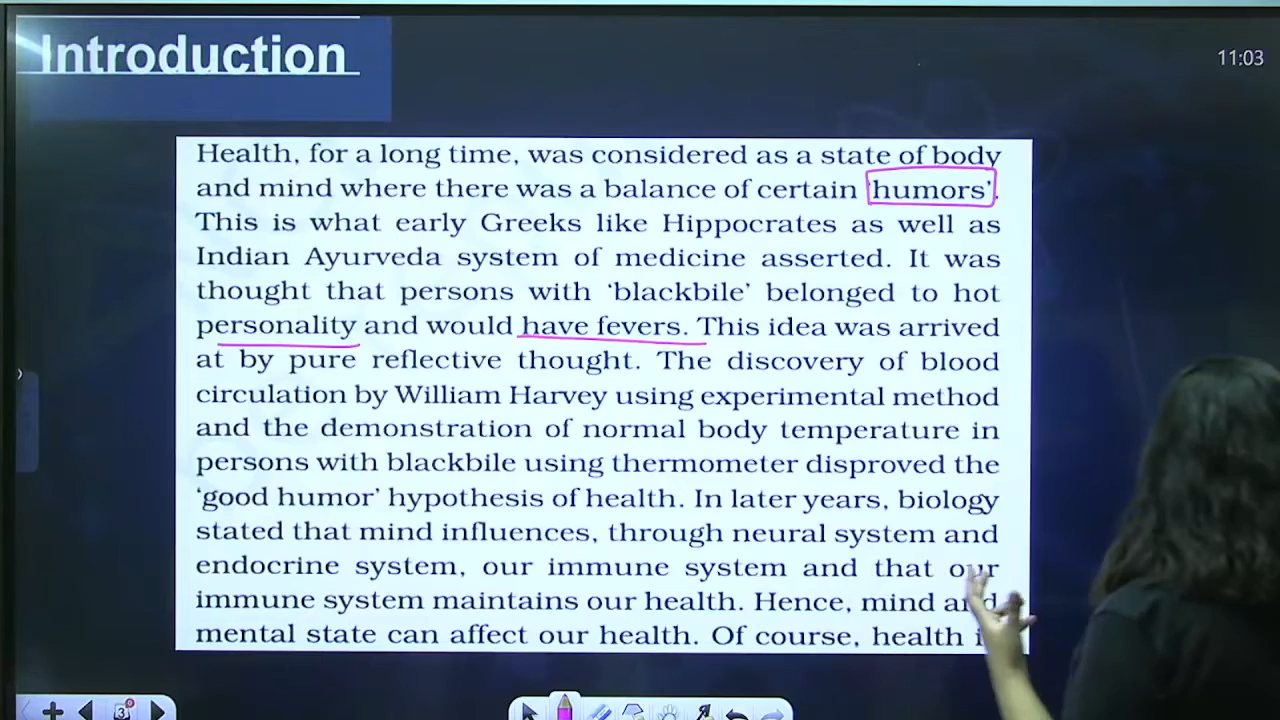 Introduction
11:03
Health, for a long time, was considered as a state of body
and mind where there was a balance of certain 'humors'.
This is what early Greeks like Hippocrates as well as
Indian Ayurveda system of medicine asserted. It was
thought that persons with 'blackbile' belonged to hot
personality and would have fevers. This idea was arrived
at by pure reflective thought. The discovery of blood
circulation by William Harvey using experimental method
and the demonstration of normal body temperature in
persons with blackbile using thermometer disproved the
'good humor' hypothesis of health. In later years, biology
stated that mind influences, through neural system and
endocrine system, our immune system and that our
immune system maintains our health. Hence, mind and
mental state can affect our health. Of course, health
3